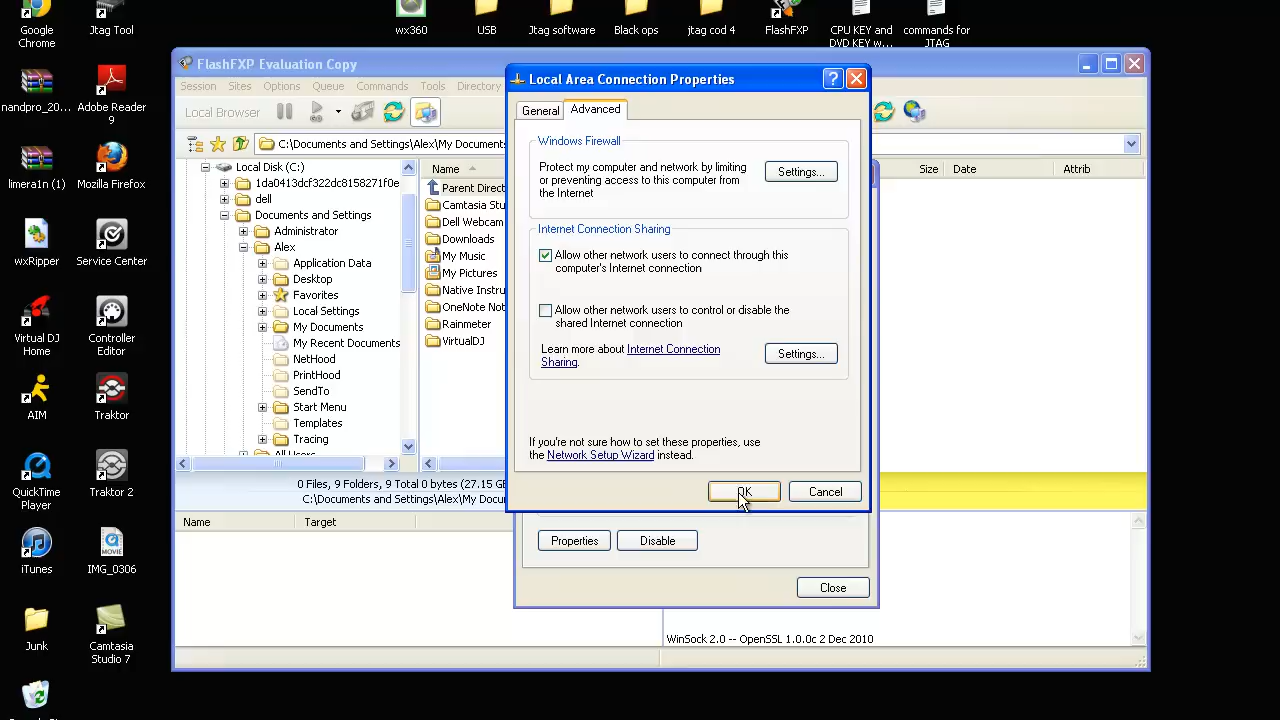 Google
Chrome
Jtag Tool
wx360
USB
Jtag software
Black ops
jtag cod 4
FlashFXP
CPU KEY and
DVD KEY w...
commands for
JTAG
nandpro_20...
Adobe Reader
9
limera1n (1)
Mozilla Firefox
wxRipper
Service Center
Virtual DJ
Home
Controller
Editor
AIM
Traktor
QuickTime
Player
Traktor 2
iTunes
IMG_0306
MOVIE
Junk
Camtasia
Studio 7
FlashFXP Evaluation Copy
Session Sites Options Queue Commands Tools Directory
Local Browser
C:\Documents and Settings\Alex\My Documents
Local Disk (C:)
1da0413dcf322dc8158271f0e
dell
Documents and Settings
Administrator
Alex
Application Data
Desktop
Favorites
Local Settings
My Documents
My Recent Documents
NetHood
PrintHood
SendTo
Start Menu
Templates
Tracing
All Users
Name
Parent Direct
Camtasia Stu
Dell Webcam
Downloads
My Music
My Pictures
Native Instru
OneNote Not
Rainmeter
VirtualDJ
Size Date Attrib
0 Files, 9 Folders, 9 Total 0 bytes (27.15 GB
C:\Documents and Settings\Alex\My Doc
Name Target
WinSock 2.0 -- OpenSSL 1.0.0c 2 Dec 2010
Local Area Connection Properties
General Advanced
Windows Firewall
Protect my computer and network by limiting
or preventing access to this computer from
the Internet
Settings...
Internet Connection Sharing
Allow other network users to connect through this
computer's Internet connection
Allow other network users to control or disable the
shared Internet connection
Learn more about Internet Connection
Sharing.
Settings...
If you're not sure how to set these properties, use
the Network Setup Wizard instead.
OK Cancel
Properties Disable
Close